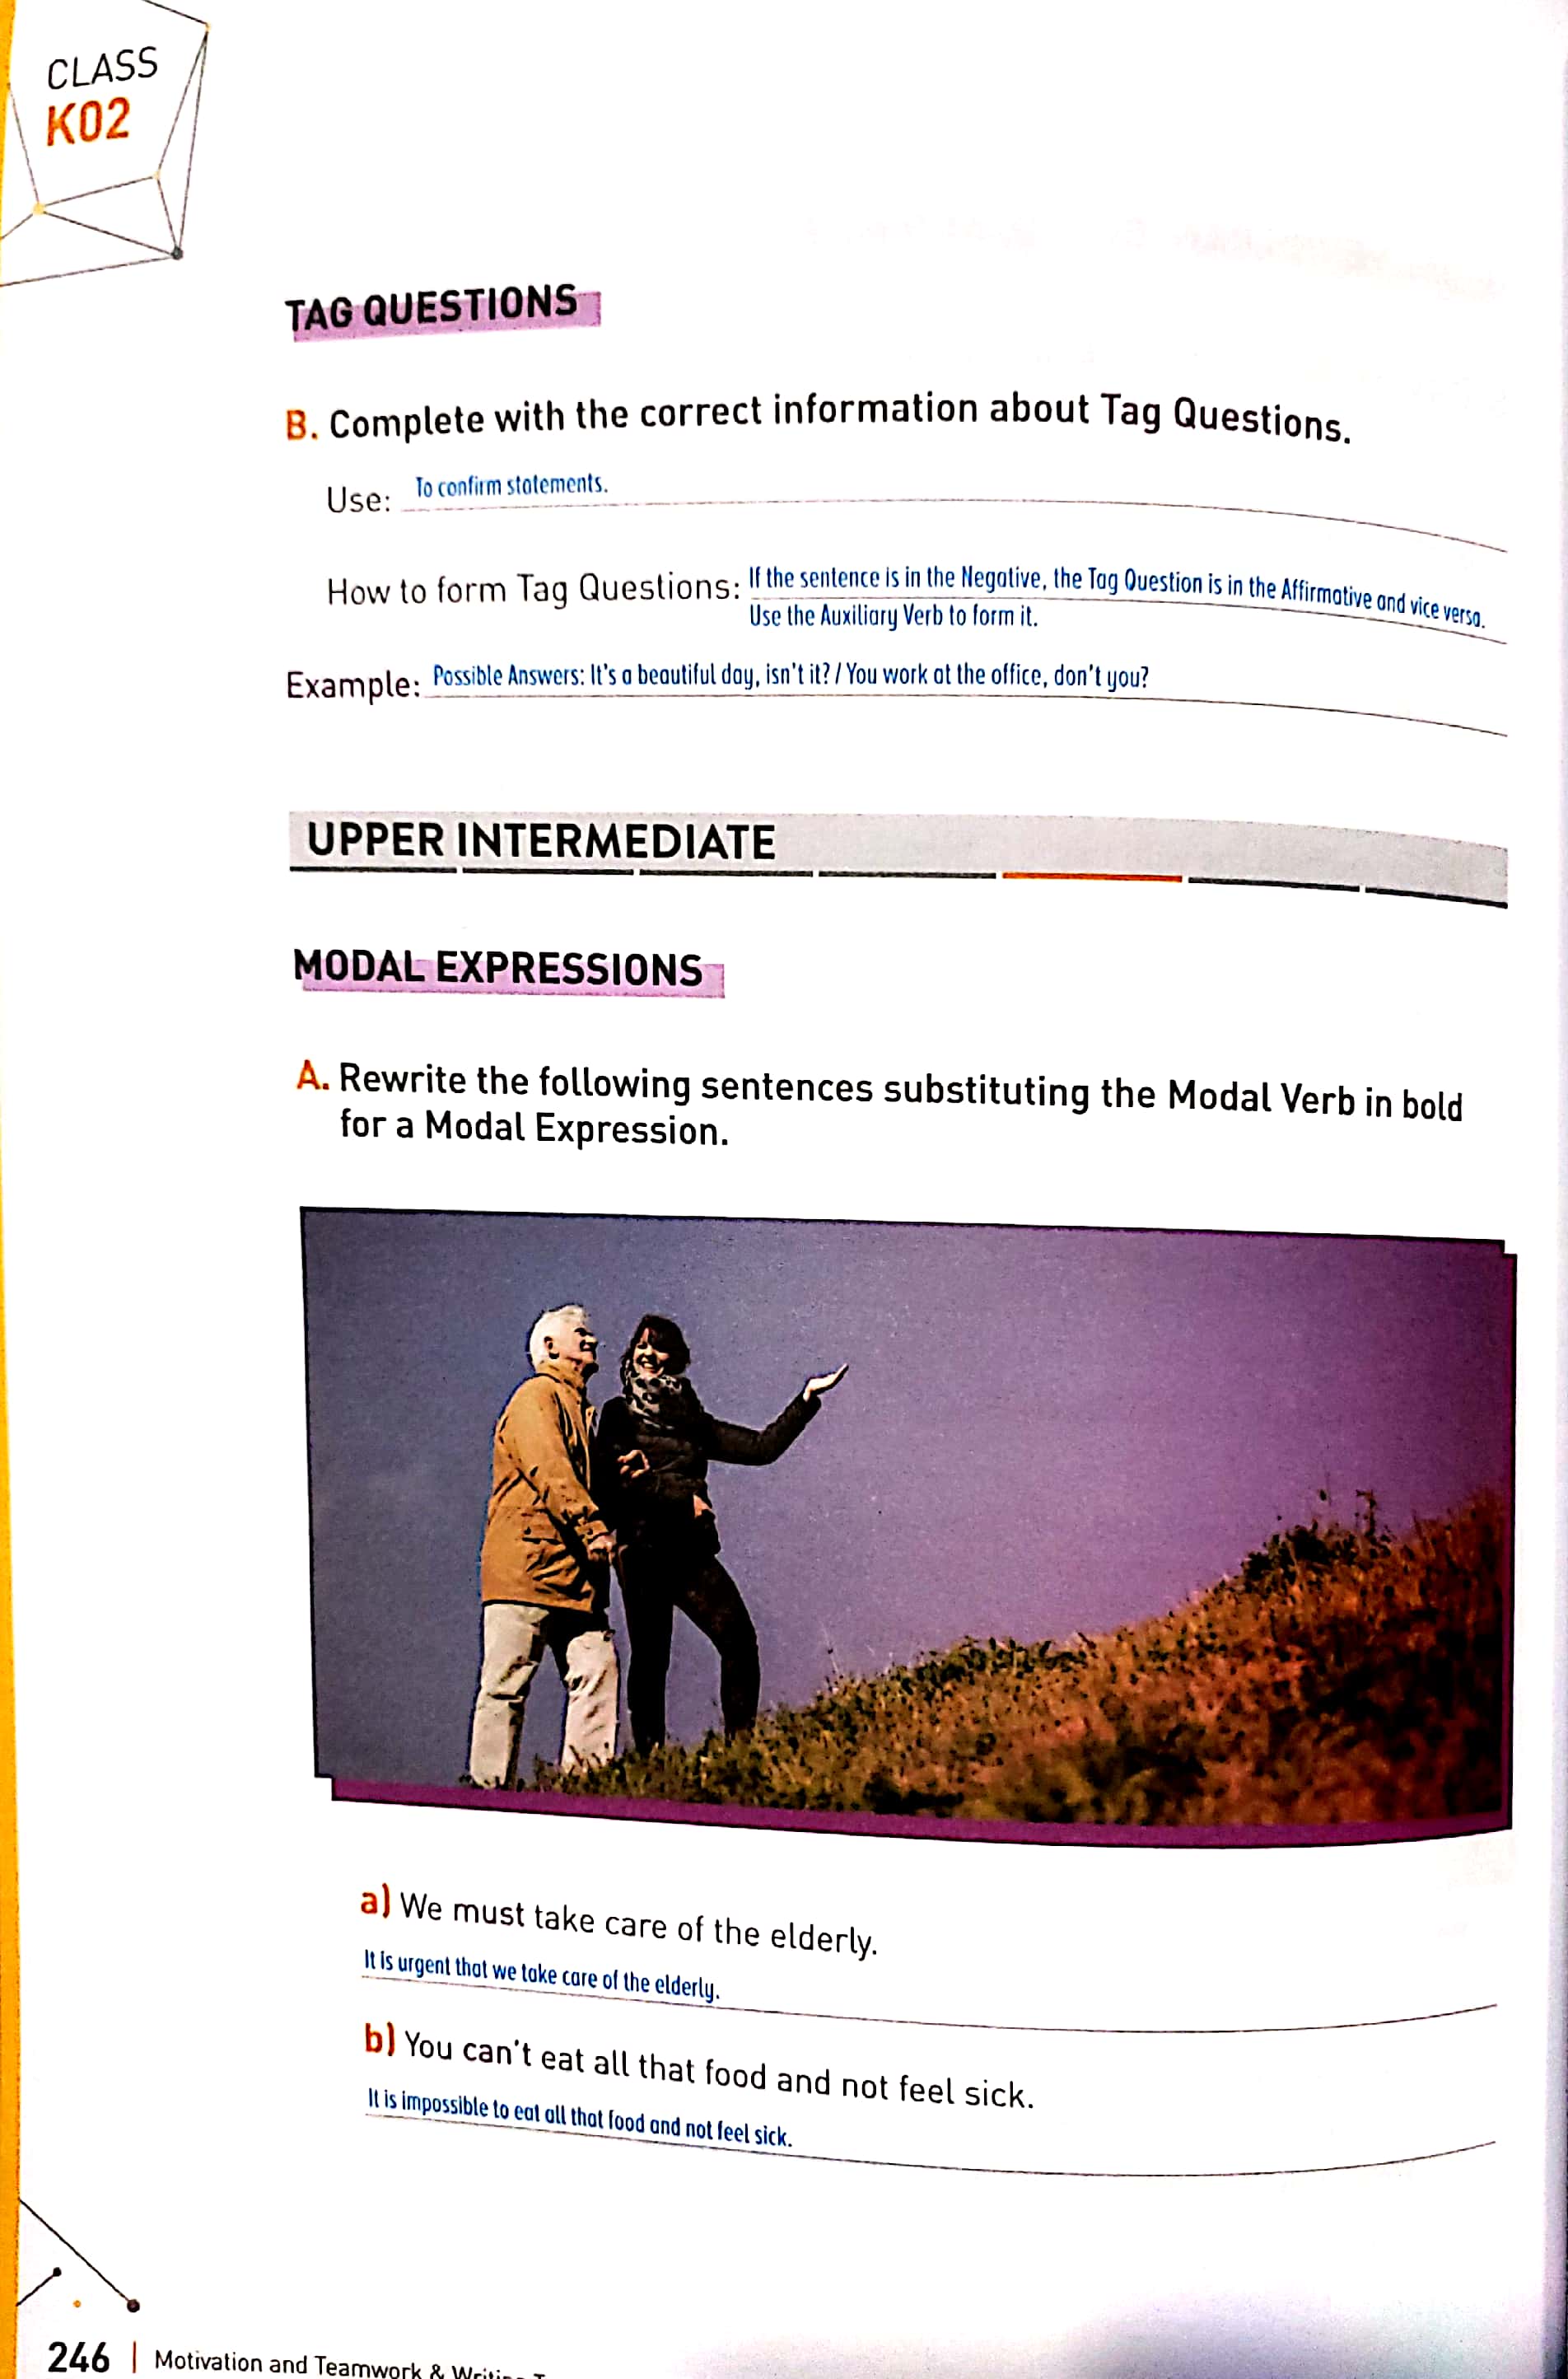 CLASS
K02
TAG QUESTIONS
B. Complete with the correct information about Tag Questions.
Use: To confirm statements.
How to form Tag Questions: If the sentence is in the Negative, the Tag Question is in the Affirmative and vice versa.
Use the Auxiliary Verb to form it.
Example: Possible Answers: It's a beautiful day, isn't it? / You work at the office, don't you?
UPPER INTERMEDIATE
MODAL EXPRESSIONS
A. Rewrite the following sentences substituting the Modal Verb in bold
for a Modal Expression.
a) We must take care of the elderly.
It is urgent that we take care of the elderly.
b) You can't eat all that food and not feel sick.
It is impossible to eat all that food and not feel sick.
246 | Motivation and Teamwork &